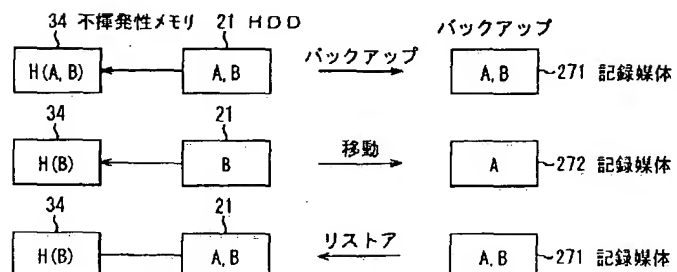 34 不揮発性メモリ 21 HDD バックアップ
H(A, B) A, B バックアップ A, B 271 記録媒体
34 21
H(B) B 移動 A 272 記録媒体
34 21
H(B) A, B リストア A, B 271 記録媒体